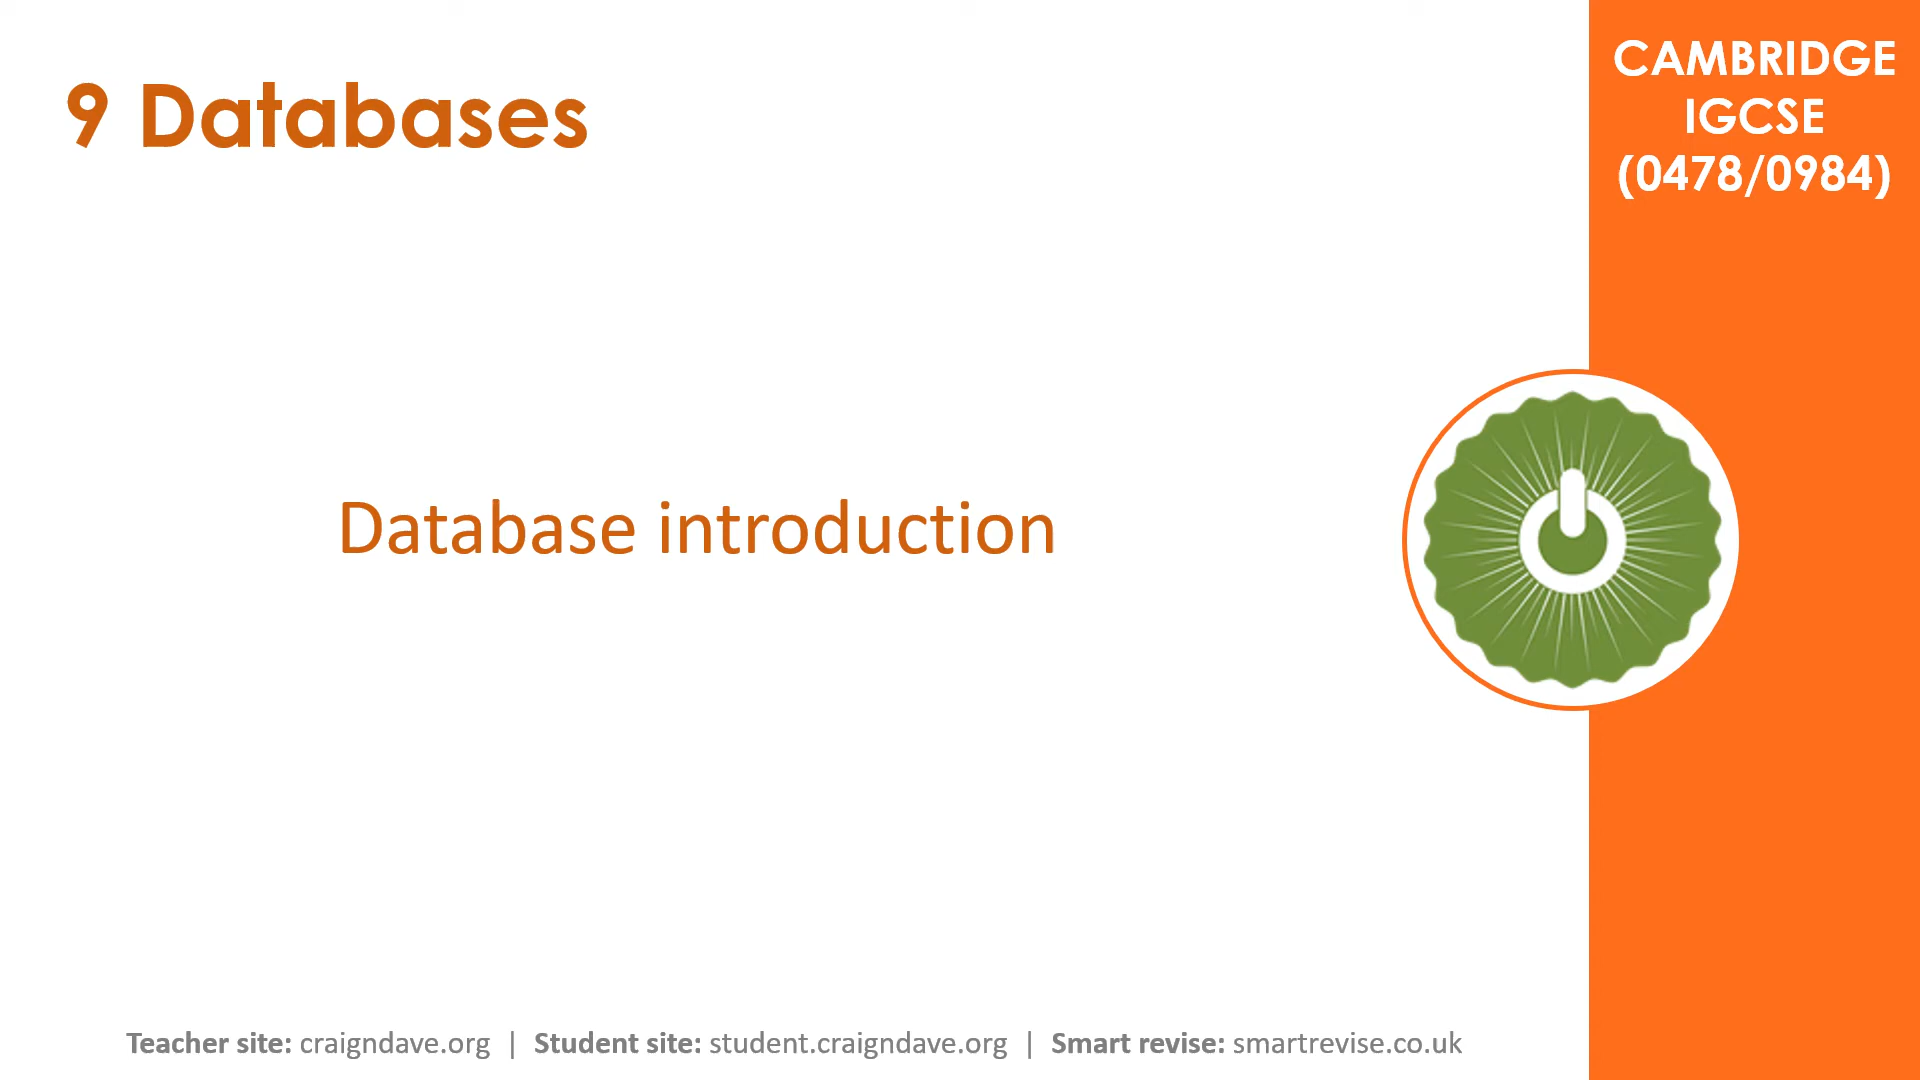 9 Databases
CAMBRIDGE
IGCSE
(0478/0984)
Database introduction
Teacher site: craigndave.org | Student site: student.craigndave.org | Smart revise: smartrevise.co.uk